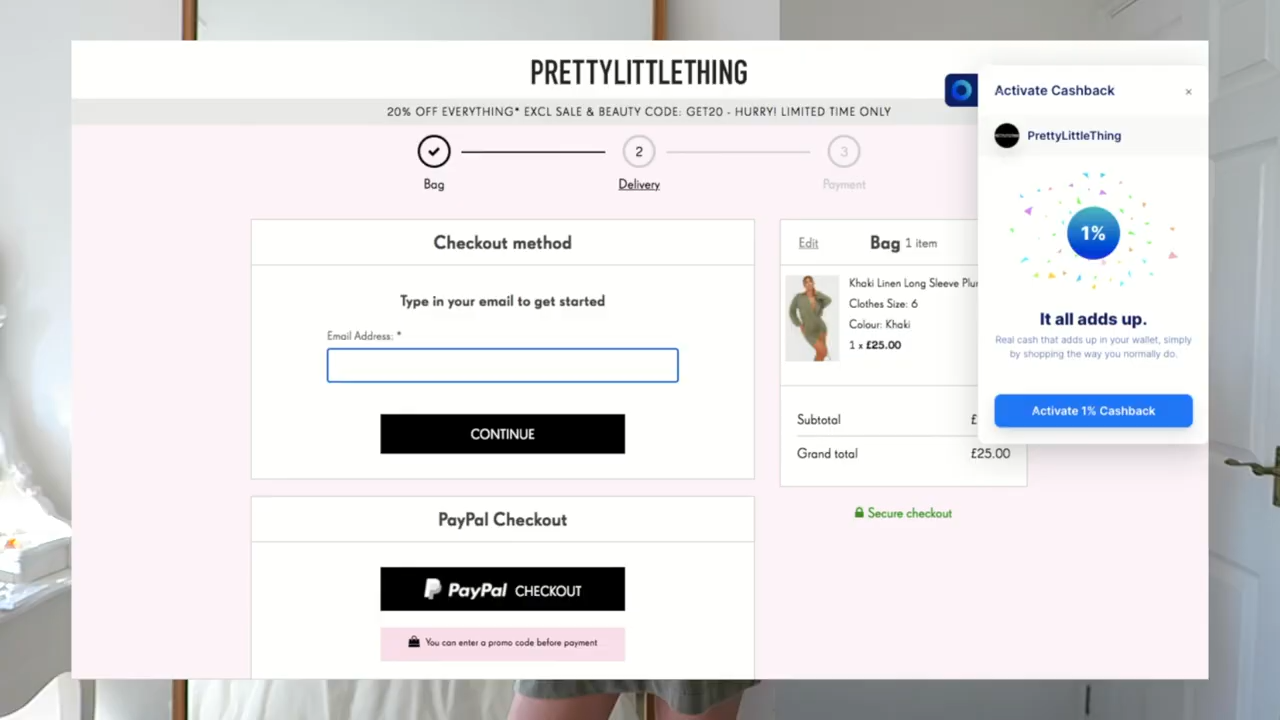 PRETTYLITTLETHING
20% OFF EVERYTHING* EXCL SALE & BEAUTY CODE: GET20 - HURRY! LIMITED TIME ONLY
2
3
Bag
Delivery
Payment
Checkout method
Type in your email to get started
Email Address: *
CONTINUE
PayPal Checkout
PayPal CHECKOUT
You can enter a promo code before payment
Edit
Bag 1 item
Khaki Linen Long Sleeve
Clothes Size: 6
Colour: Khaki
1 x £25.00
Subtotal £
Grand total £25.00
Secure checkout
Activate Cashback ×
PrettyLittleThing
1%
It all adds up.
Real cash that adds up in your wallet, simply
by shopping the way you normally do.
Activate 1% Cashback